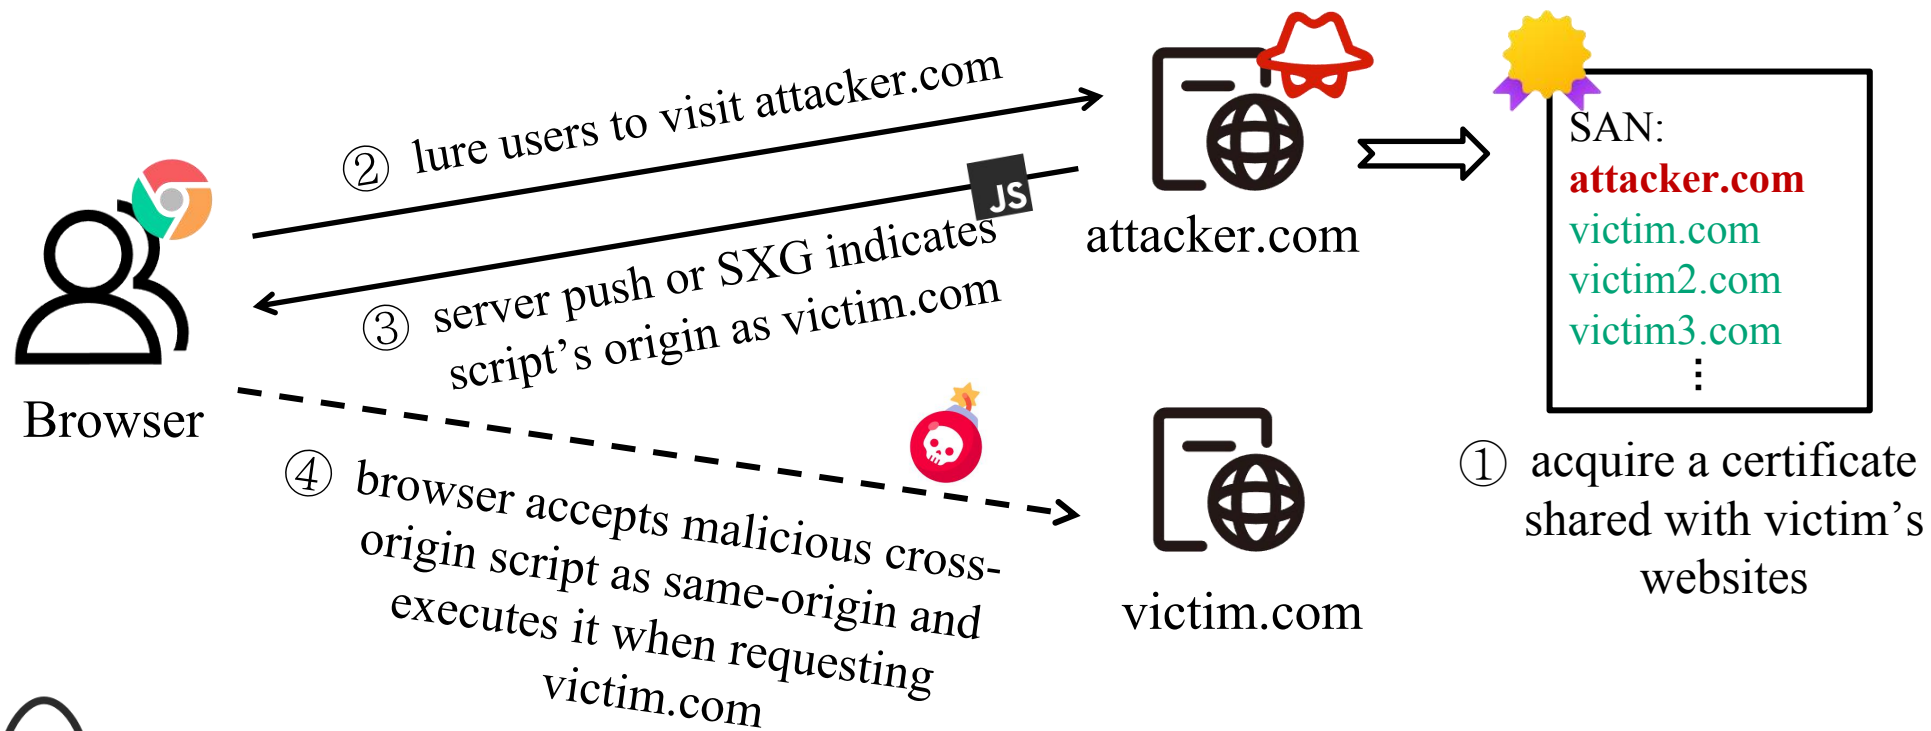 ② lure users to visit attacker.com
JS
③ server push or SXG indicates
script’s origin as victim.com
Browser
④ browser accepts malicious cross-
origin script as same-origin and
executes it when requesting
victim.com
attacker.com
victim.com
SAN:
attacker.com
victim.com
victim2.com
victim3.com
⋮
① acquire a certificate
shared with victim’s
websites